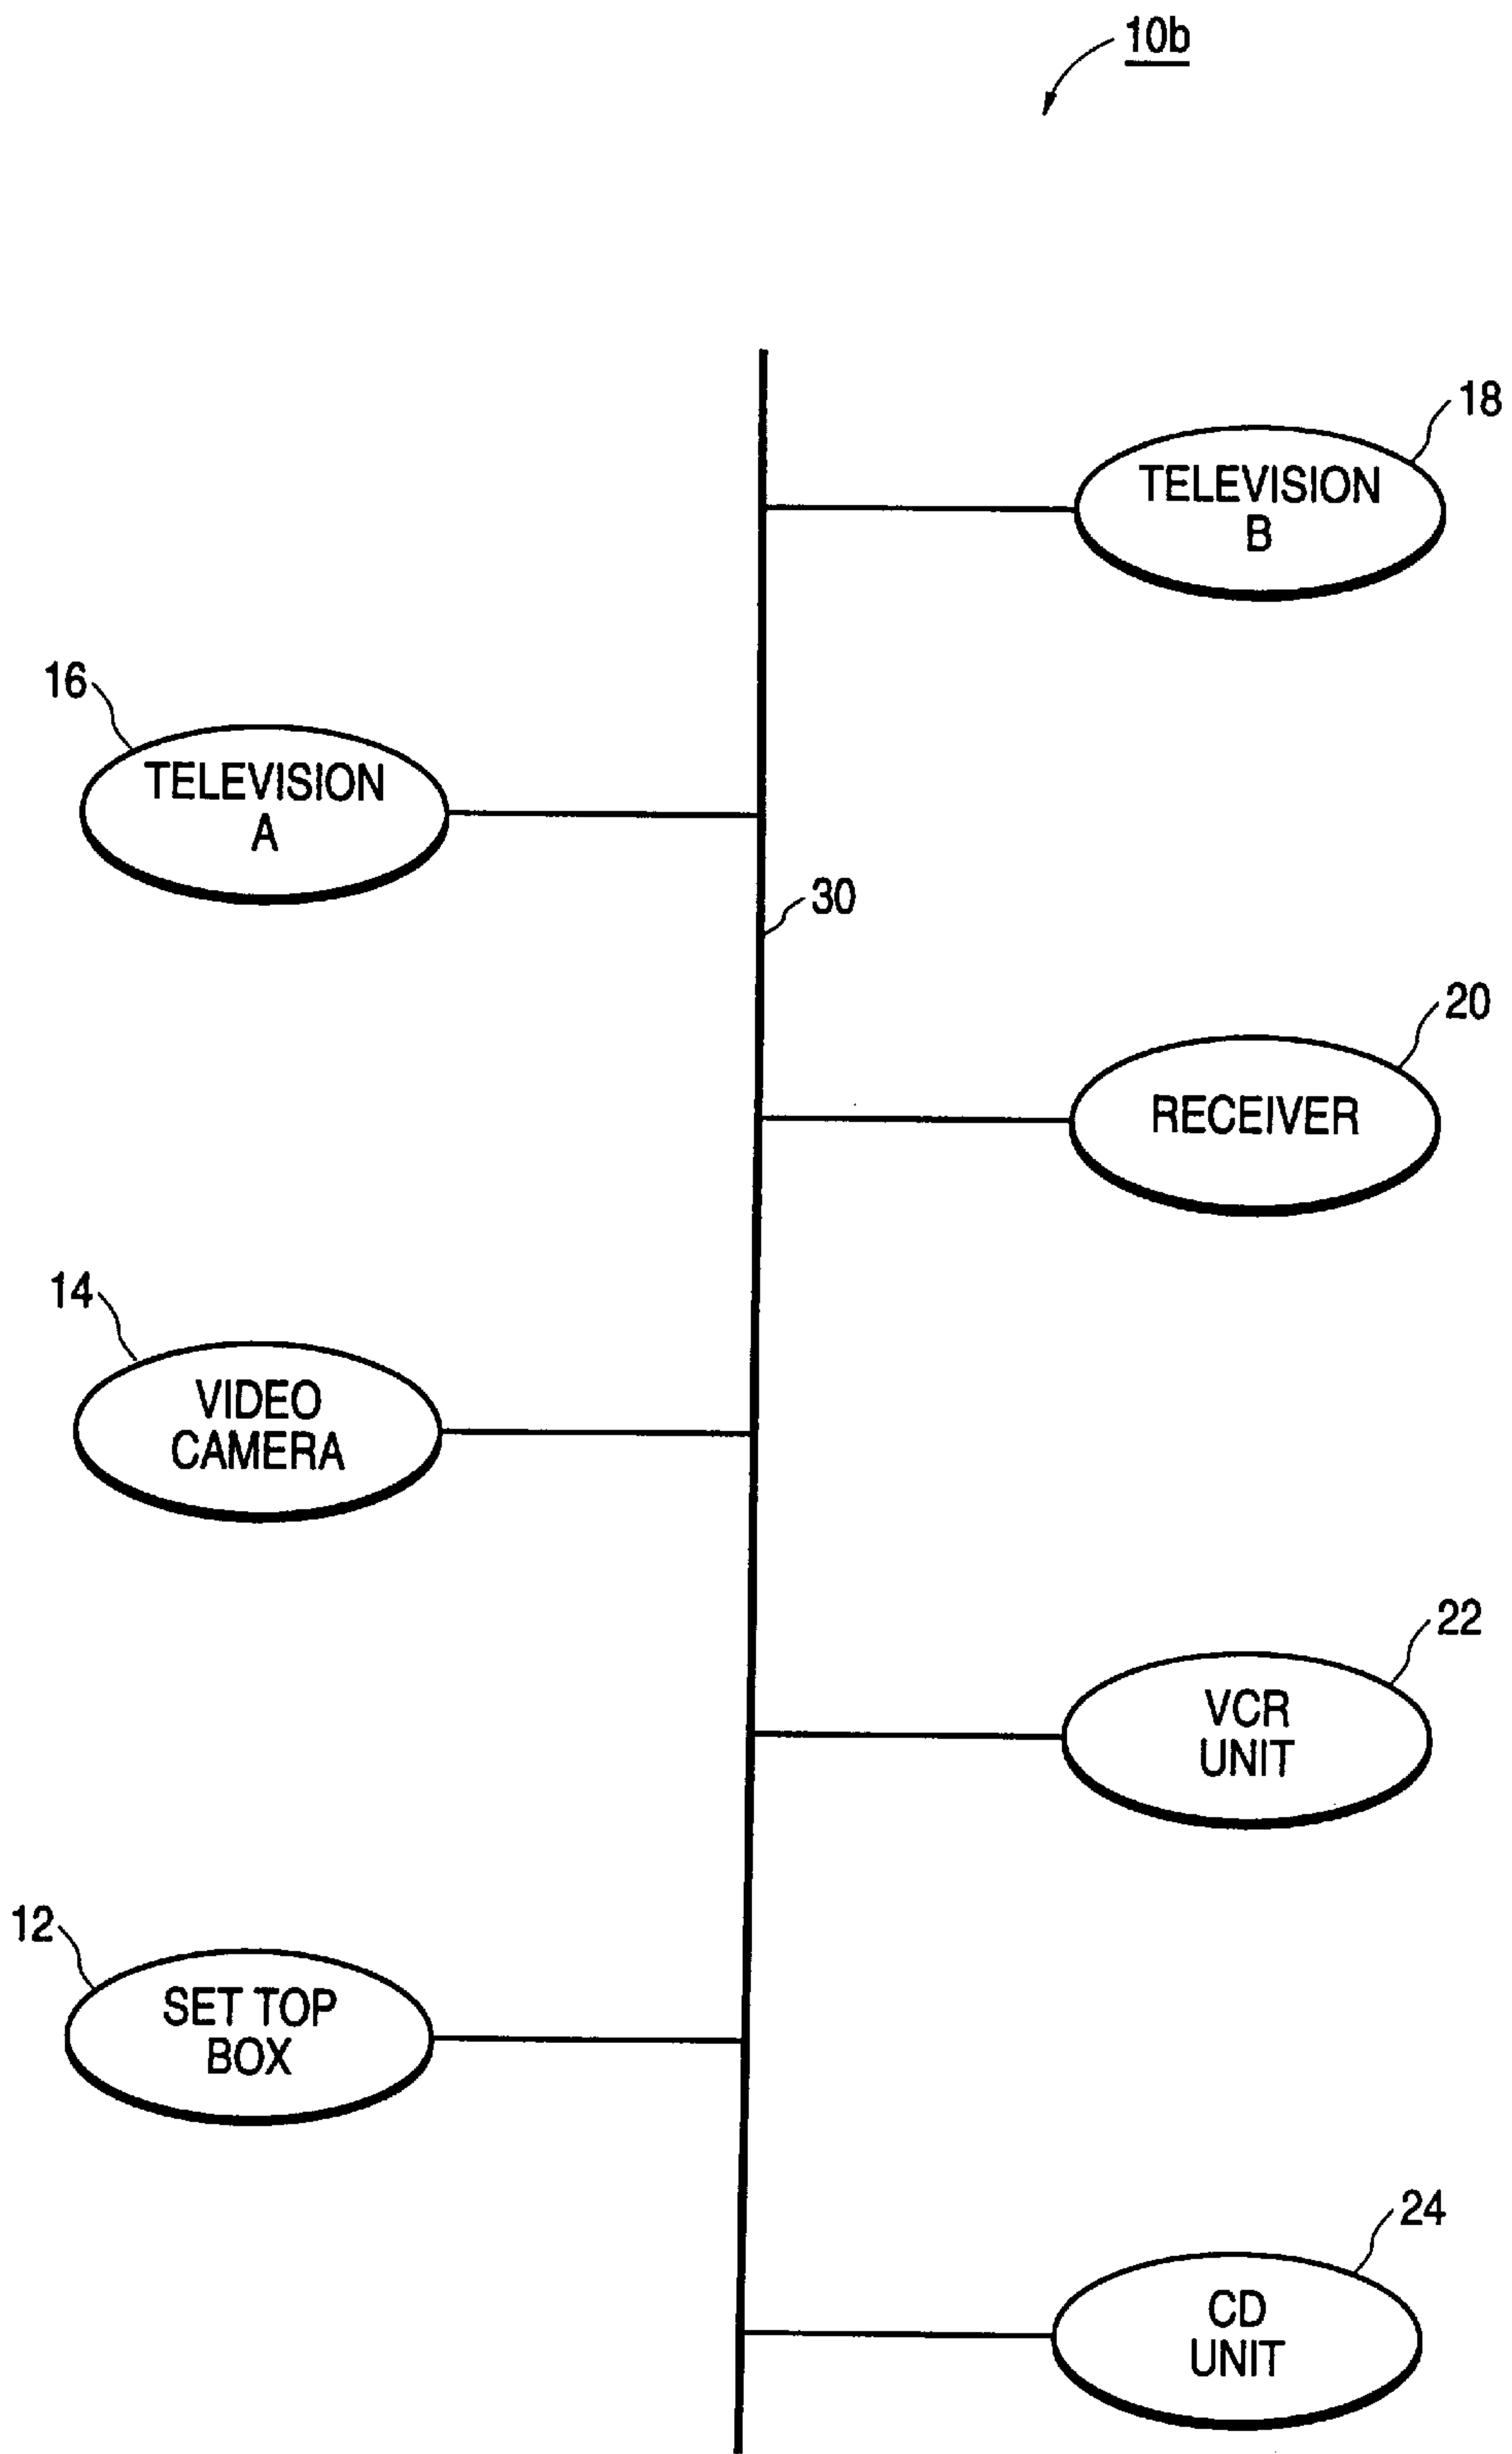 10b
18
TELEVISION
B
16
TELEVISION
A
30
20
RECEIVER
14
VIDEO
CAMERA
22
VCR
UNIT
12
SET TOP
BOX
24
CD
UNIT